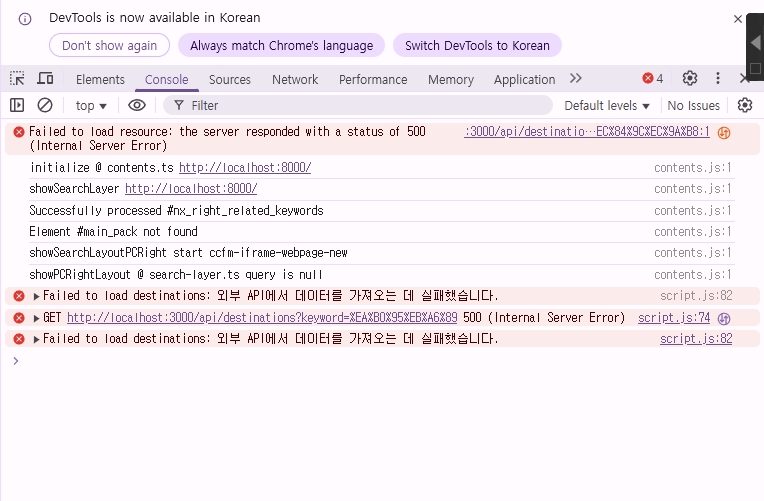 DevTools is now available in Korean
Don't show again
Always match Chrome's language
Switch DevTools to Korean
Elements Console Sources Network Performance Memory Application 4
top Filter Default levels No Issues
Failed to load resource: the server responded with a status of 500 :3000/api/destinatio…EC%84%9C%EC%9A%B8:1
(Internal Server Error)
initialize @ contents.ts http://localhost:8000/ contents.js:1
showSearchLayer http://localhost:8000/ contents.js:1
Successfully processed #nx_right_related_keywords contents.js:1
Element #main_pack not found contents.js:1
showSearchLayoutPCRight start ccfm-iframe-webpage-new contents.js:1
showPCRightLayout @ search-layer.ts query is null contents.js:1
Failed to load destinations: 외부 API에서 데이터를 가져오는 데 실패했습니다. script.js:82
GET http://localhost:3000/api/destinations?keyword=%EA%B0%95%EB%A6%89 500 (Internal Server Error) script.js:74
Failed to load destinations: 외부 API에서 데이터를 가져오는 데 실패했습니다. script.js:82